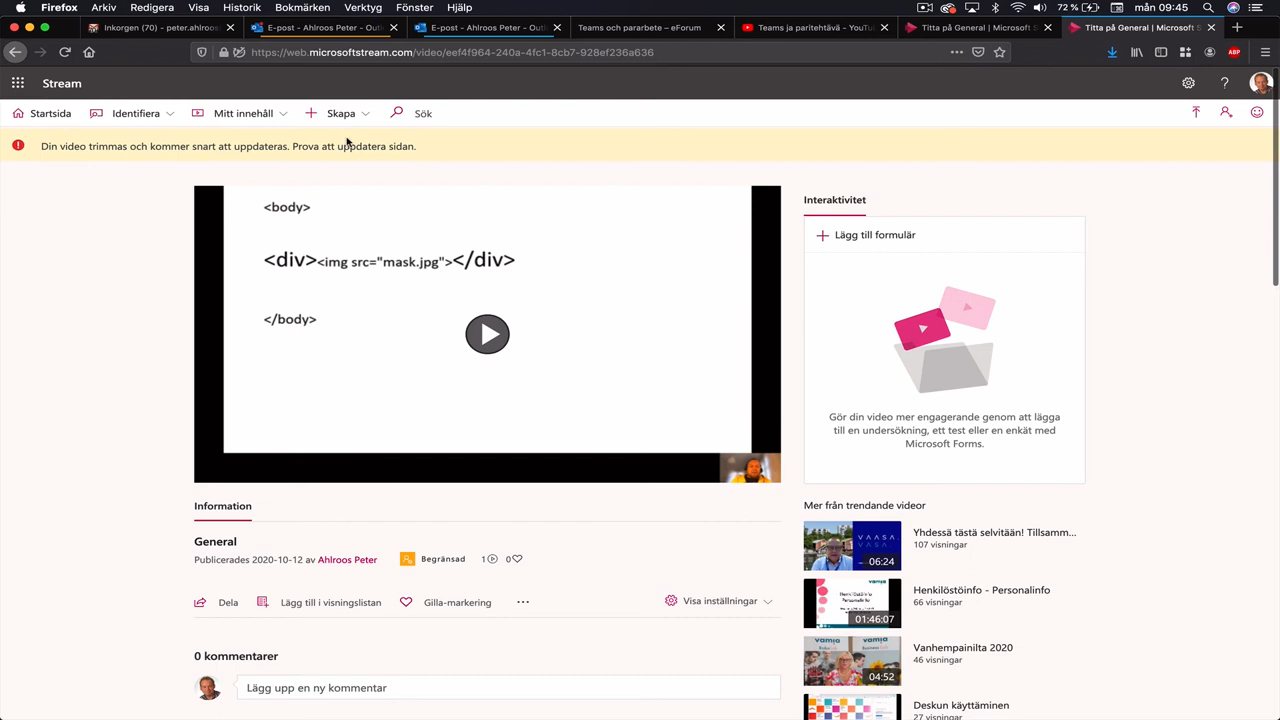 Firefox Arkiv Redigera Visa Historik Bokmärken Verktyg Fönster Hjälp 72 % mån 09:45
Inkorgen (70) - peter.ahlroos E-post - Ahlroos Peter - Outl E-post - Ahlroos Peter - Outl Teams och pararbete - eForum Teams ja paritehtävä - YouTu Titta på General | Microsoft S Titta på General | Microsoft S
https://web.microsoftstream.com/video/eef4f964-240a-4fc1-8cb7-928ef236a636
ABP
Stream
?
Startsida Identifiera Mitt innehåll Skapa Sök
Din video trimmas och kommer snart att uppdateras. Prova att uppdatera sidan.
<body>
<div><img src="mask.jpg"></div>
</body>
Interaktivitet
Lägg till formulär
Gör din video mer engagerande genom att lägga
till en undersökning, ett test eller en enkät med
Microsoft Forms.
Information
General
Publicerades 2020-10-12 av Ahlroos Peter Begränsad 1 0
Dela Lägg till i visningslistan Gilla-markering ... Visa inställningar
0 kommentarer
Lägg upp en ny kommentar
Mer från trendande videor
Yhdessä tästä selvitään! Tillsamm...
107 visningar
VAASA
06:24
Henkilöstöinfo - Personalinfo
66 visningar
vamia
01:46:07
Vanhempainilta 2020
46 visningar
vamia
04:52
Deskun käyttäminen
27 visningar